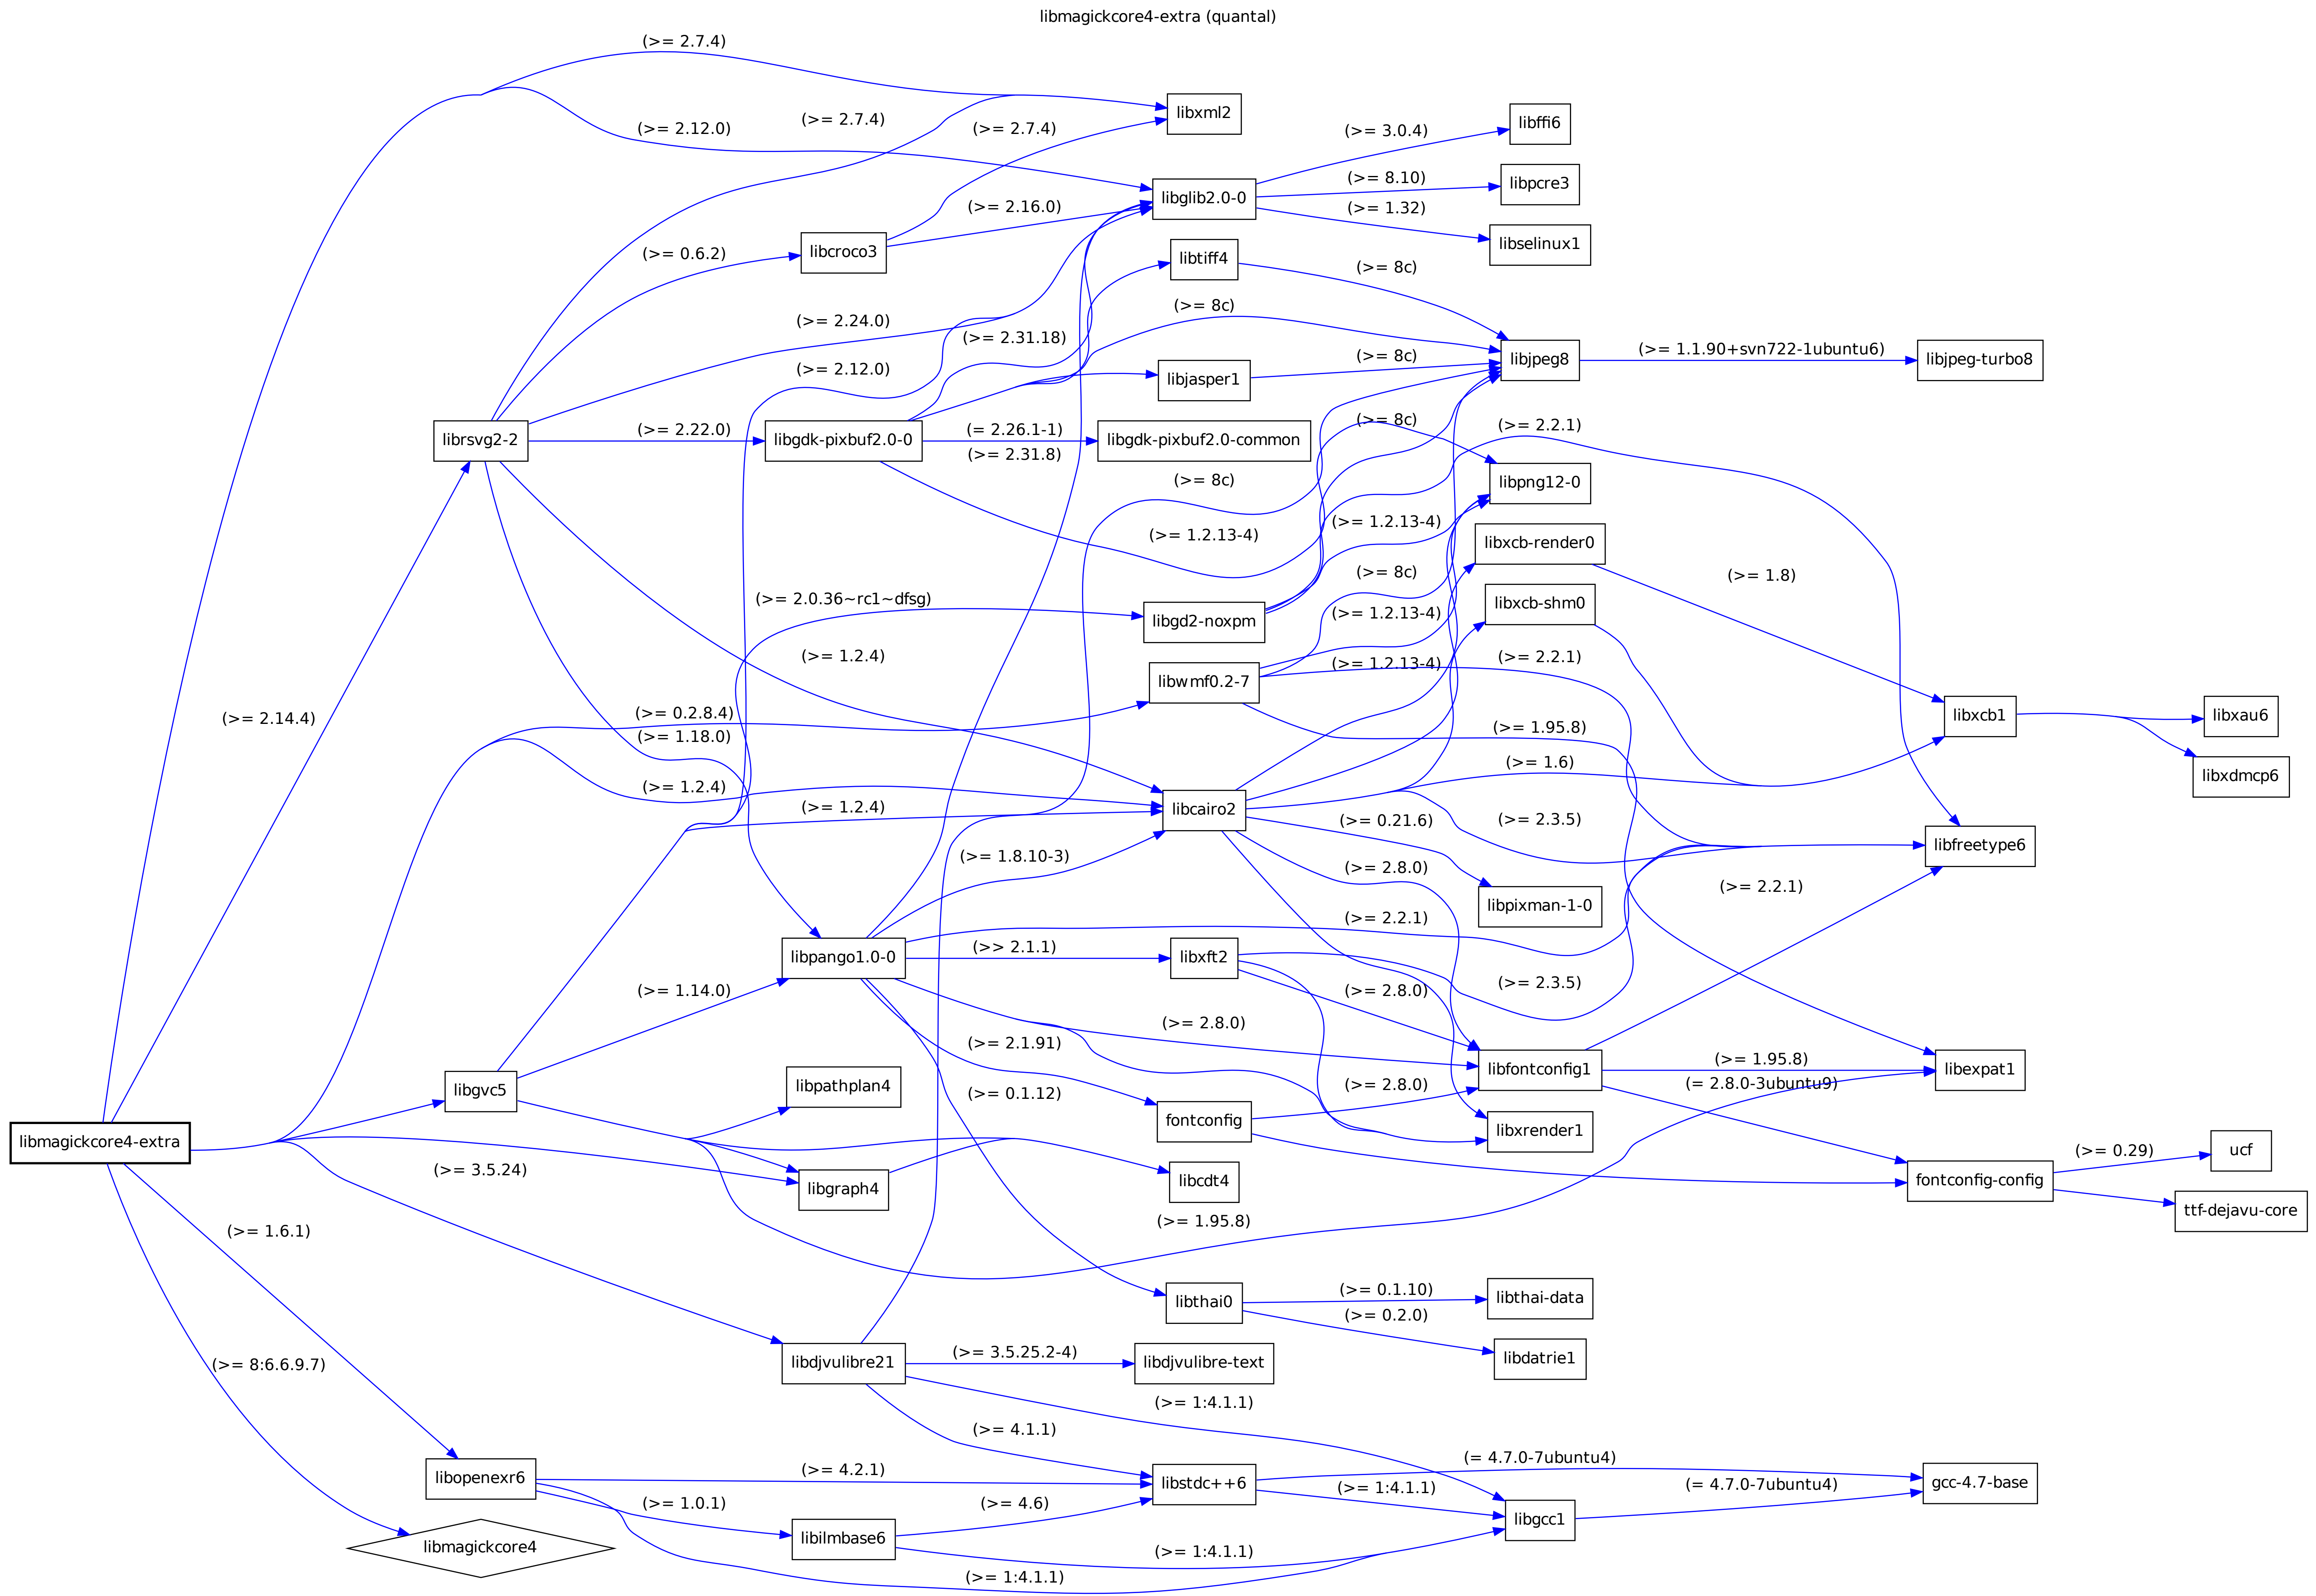 libmagickcore4-extra (quantal)
(>= 2.7.4)
(>= 2.12.0)
(>= 2.7.4)
(>= 2.7.4)
libxml2
(>= 3.0.4)
libffi6
(>= 0.6.2)
libcroco3
(>= 2.16.0)
libglib2.0-0
(>= 8.10)
libpcre3
(>= 1.32)
libselinux1
(>= 2.24.0)
(>= 2.31.18)
libtiff4
(>= 8c)
(>= 8c)
(>= 2.12.0)
libjasper1
(>= 8c)
libjpeg8
(>= 1.1.90+svn722-1ubuntu6)
libjpeg-turbo8
librsvg2-2
(>= 2.22.0)
libgdk-pixbuf2.0-0
(= 2.26.1-1)
(>= 2.31.8)
libgdk-pixbuf2.0-common
(>= 8c)
(>= 2.2.1)
(>= 8c)
libpng12-0
(>= 1.2.13-4)
(>= 1.2.13-4)
libxcb-render0
(>= 1.8)
(>= 8c)
(>= 2.0.36~rc1~dfsg)
libgd2-noxpm
(>= 1.2.13-4)
libxcb-shm0
(>= 1.2.4)
libwmf0.2-7
(>= 1.2.13-4)
(>= 2.2.1)
(>= 2.14.4)
(>= 0.2.8.4)
(>= 1.18.0)
(>= 1.95.8)
libxcb1
libxau6
libxdmcp6
(>= 1.2.4)
(>= 1.2.4)
libcairo2
(>= 1.6)
(>= 0.21.6)
(>= 2.3.5)
libfreetype6
(>= 1.8.10-3)
(>= 2.8.0)
libpixman-1-0
(>= 2.2.1)
(>= 2.2.1)
libpango1.0-0
(>> 2.1.1)
libxft2
(>= 2.3.5)
(>= 1.14.0)
(>= 2.8.0)
(>= 2.8.0)
(>= 2.1.91)
libfontconfig1
(>= 1.95.8)
libexpat1
(= 2.8.0-3ubuntu9)
libgvc5
libpathplan4
(>= 0.1.12)
fontconfig
(>= 2.8.0)
libxrender1
libmagickcore4-extra
(>= 3.5.24)
libgraph4
libcdt4
(>= 1.95.8)
fontconfig-config
(>= 0.29)
ucf
ttf-dejavu-core
(>= 1.6.1)
libthai0
(>= 0.1.10)
libthai-data
(>= 0.2.0)
libdatrie1
(>= 8:6.6.9.7)
libdjvulibre21
(>= 3.5.25.2-4)
libdjvulibre-text
(>= 1:4.1.1)
(>= 4.1.1)
libopenexr6
(>= 4.2.1)
libstdc++6
(= 4.7.0-7ubuntu4)
(>= 1:4.1.1)
(= 4.7.0-7ubuntu4)
gcc-4.7-base
(>= 1.0.1)
libilmbase6
(>= 4.6)
libgcc1
libmagickcore4
(>= 1:4.1.1)
(>= 1:4.1.1)